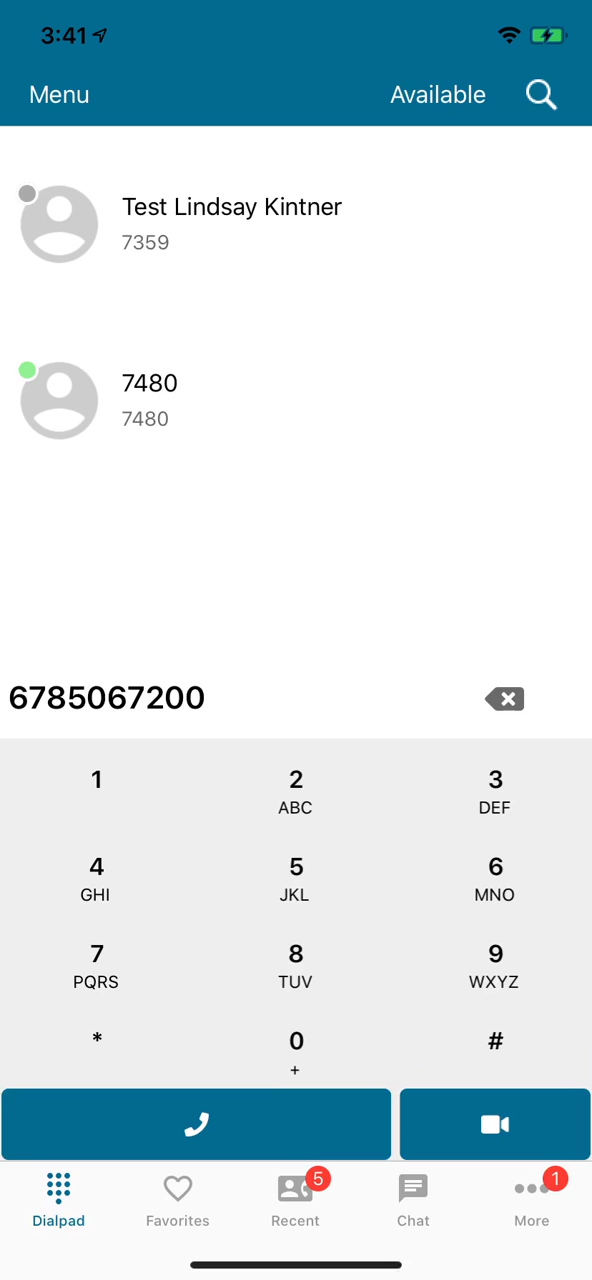 3:41
Menu Available
Test Lindsay Kintner
7359
7480
7480
6785067200
1 2 3
ABC DEF
4 5 6
GHI JKL MNO
7 8 9
PQRS TUV WXYZ
* 0 #
+
5 1
Dialpad Favorites Recent Chat More